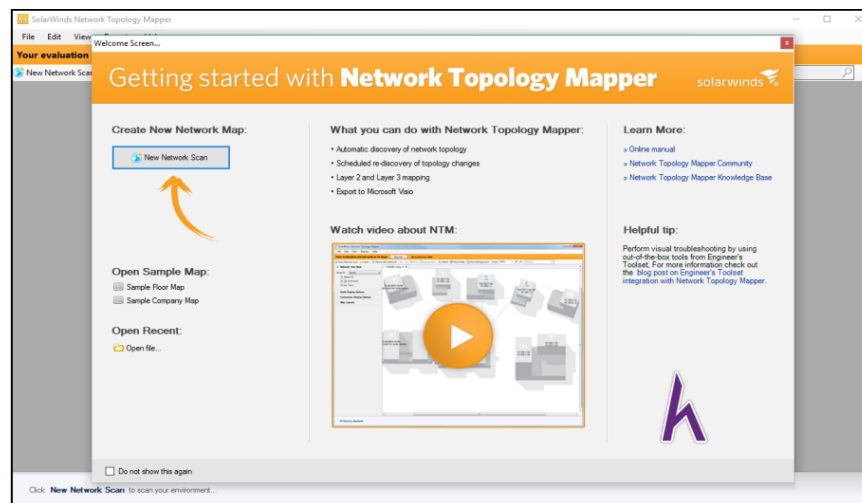 SolarWinds Network Topology Mapper
File Edit View
Welcome Screen...
Your evaluation
New Network Scan
Getting started with Network Topology Mapper
solarwinds
Create New Network Map:
New Network Scan
Open Sample Map:
Sample Floor Map
Sample Company Map
Open Recent:
Open file...
What you can do with Network Topology Mapper:
• Automatic discovery of network topology
• Scheduled re-discovery of topology changes
• Layer 2 and Layer 3 mapping
• Export to Microsoft Visio
Watch video about NTM:
Learn More:
» Online manual
» Network Topology Mapper Community
» Network Topology Mapper Knowledge Base
Helpful tip:
Perform visual troubleshooting by using
out-of-the-box tools from Engineer's
Toolset. For more information check out
the blog post on Engineer's Toolset
integration with Network Topology Mapper.
Do not show this again
Click New Network Scan to scan your environment...